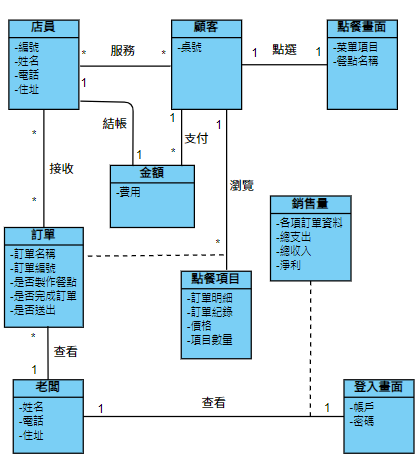 店員
-編號
-姓名
-電話
-住址
顧客
-桌號
點餐畫面
-菜單項目
-餐點名稱
*
服務
*
1
點選
1
1
結帳
1
1
支付
*
1
瀏覽
*
*
接收
*
金額
-費用
銷售量
-各項訂單資料
-總支出
-總收入
-淨利
訂單
-訂單名稱
-訂單編號
-是否製作餐點
-是否完成訂單
-是否送出
點餐項目
-訂單明細
-訂單紀錄
-價格
-項目數量
*
查看
1
老闆
-姓名
-電話
-住址
1
查看
1
登入畫面
-帳戶
-密碼